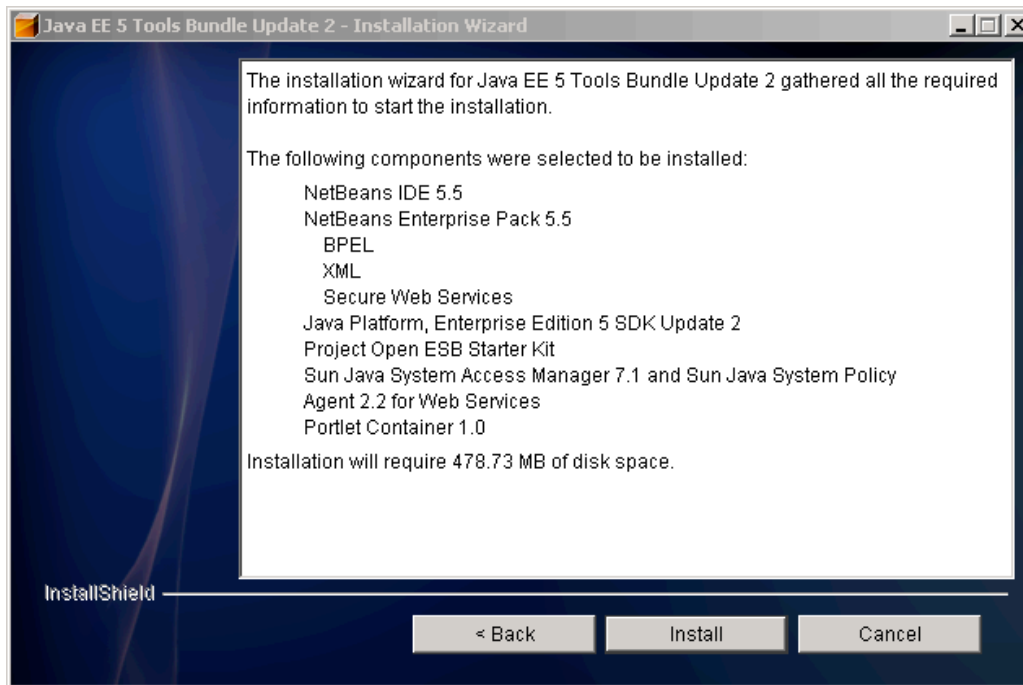 Java EE 5 Tools Bundle Update 2 - Installation Wizard
The installation wizard for Java EE 5 Tools Bundle Update 2 gathered all the required
information to start the installation.
The following components were selected to be installed:
NetBeans IDE 5.5
NetBeans Enterprise Pack 5.5
BPEL
XML
Secure Web Services
Java Platform, Enterprise Edition 5 SDK Update 2
Project Open ESB Starter Kit
Sun Java System Access Manager 7.1 and Sun Java System Policy
Agent 2.2 for Web Services
Portlet Container 1.0
Installation will require 478.73 MB of disk space.
InstallShield
< Back
Install
Cancel